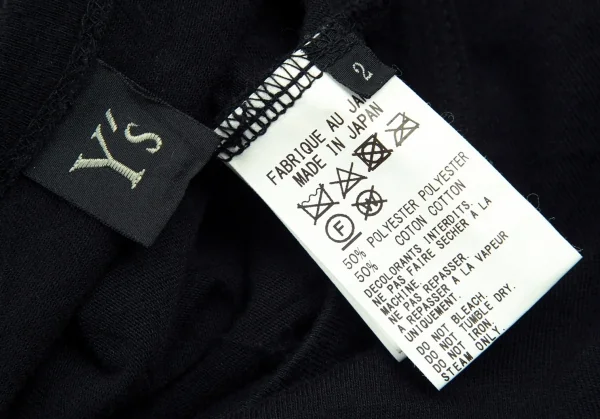 Y's
2
FABRIQUE AU JA
MADE IN JAPAN
F
W
50% POLYESTER POLYESTER
50% COTON COTTON
DECOLORANTS INTERDITS.
NE PAS FAIRE SECHER A LA
MACHINE.
NE PAS REPASSER.
A REPASSER A LA VAPEUR
UNIQUEMENT.
DO NOT BLEACH.
DO NOT TUMBLE DRY.
DO NOT IRON.
STEAM ONLY.